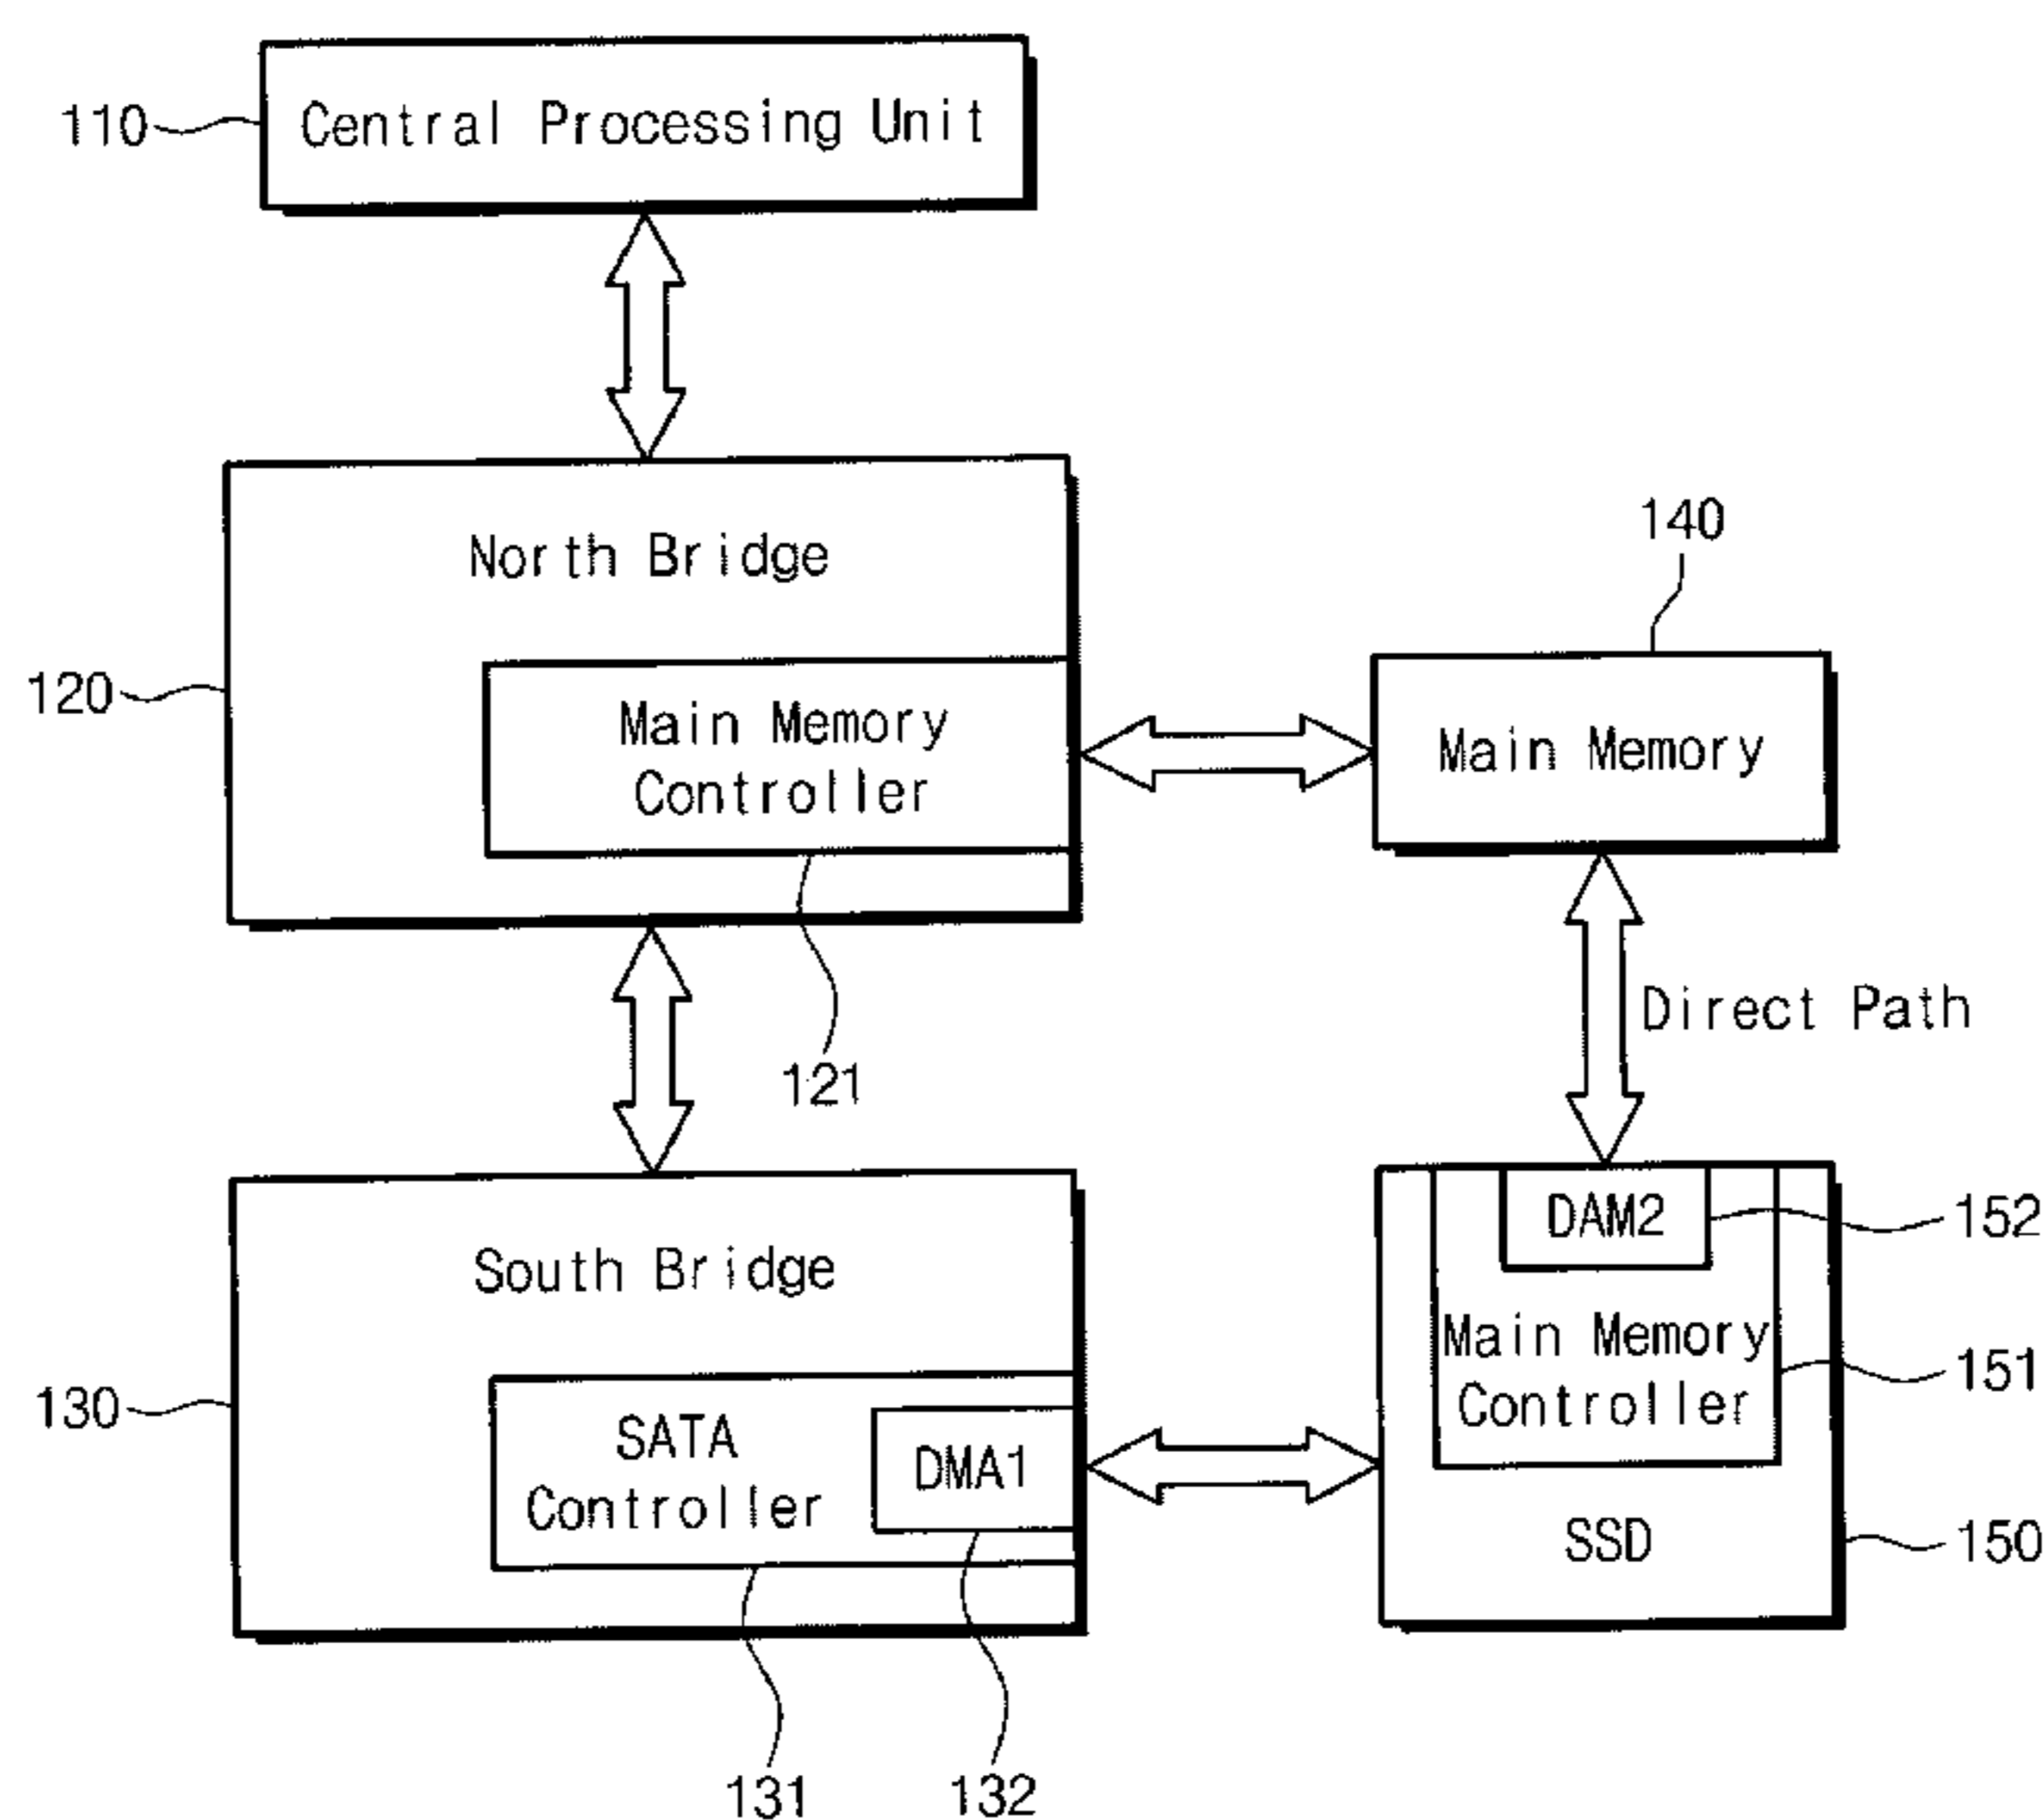 110
Central Processing Unit
North Bridge
120
Main Memory
Controller
121
140
Main Memory
Direct Path
South Bridge
130
SATA
Controller
DMA1
131
132
DAM2
152
Main Memory
Controller
151
SSD
150